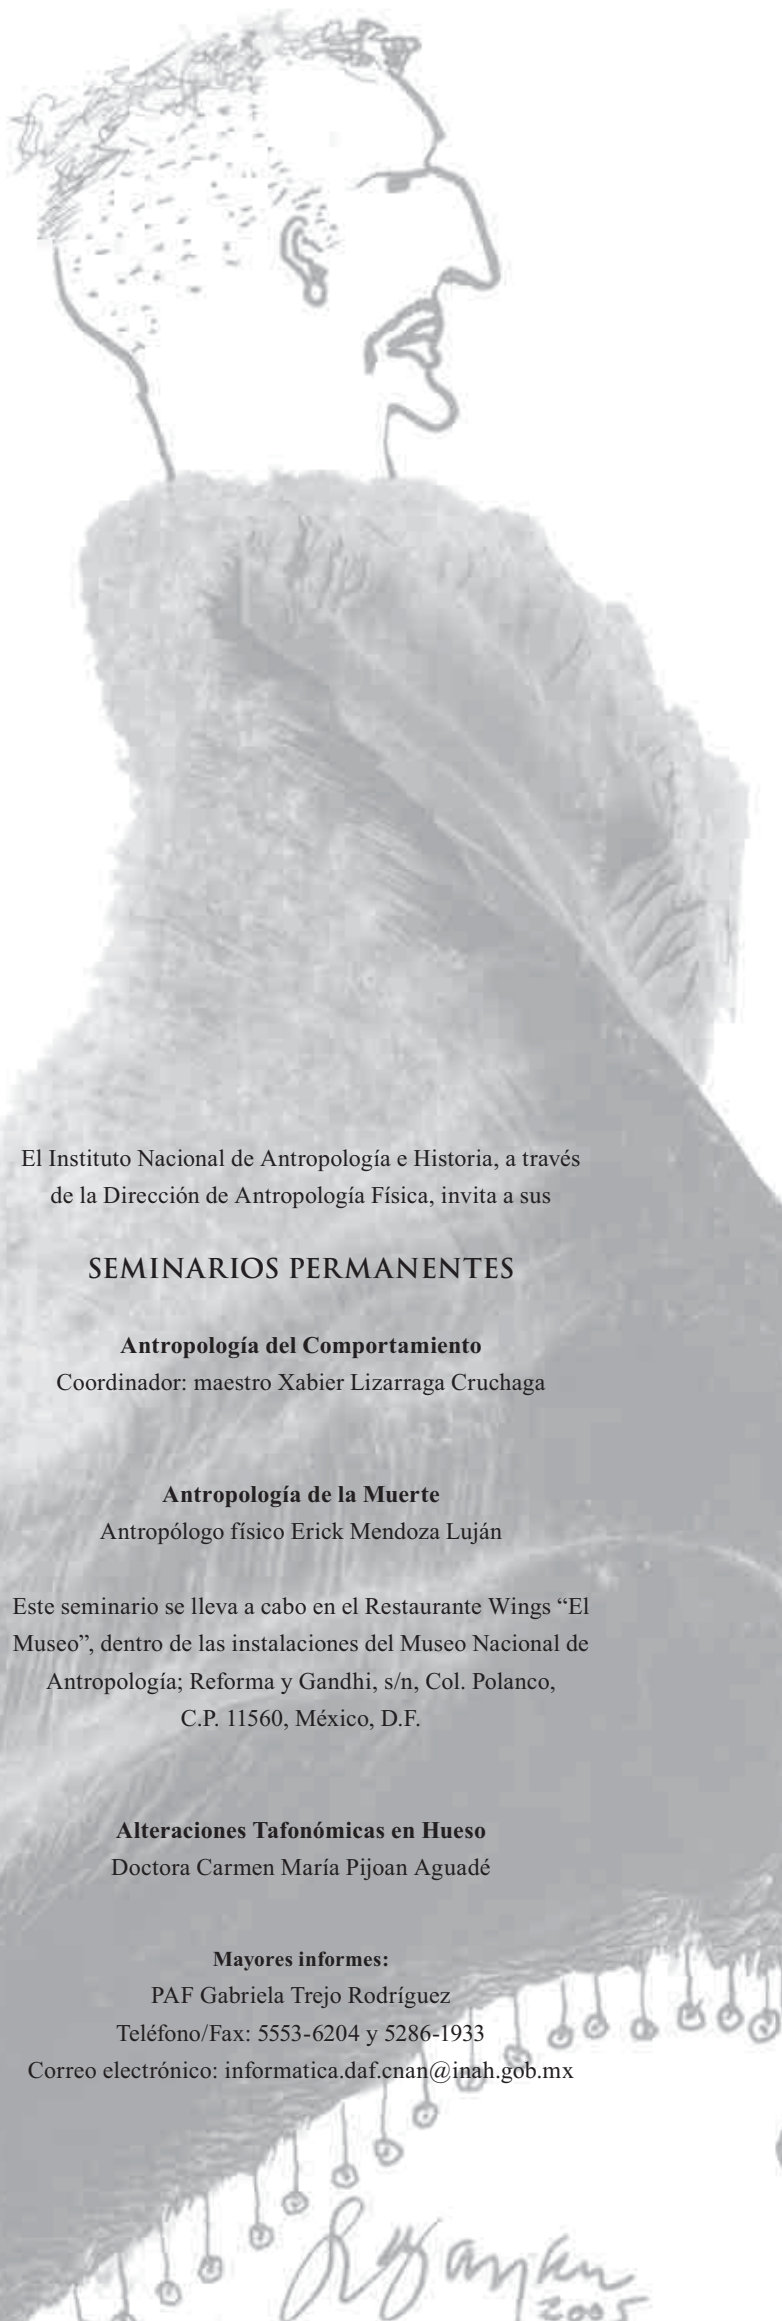 El Instituto Nacional de Antropología e Historia, a través
de la Dirección de Antropología Física, invita a sus
SEMINARIOS PERMANENTES
Antropología del Comportamiento
Coordinador: maestro Xabier Lizarraga Cruchaga
Antropología de la Muerte
Antropólogo físico Erick Mendoza Luján
Este seminario se lleva a cabo en el Restaurante Wings “El
Museo”, dentro de las instalaciones del Museo Nacional de
Antropología; Reforma y Gandhi, s/n, Col. Polanco,
C.P. 11560, México, D.F.
Alteraciones Tafonómicas en Hueso
Doctora Carmen María Pijoan Aguadé
Mayores informes:
PAF Gabriela Trejo Rodríguez
Teléfono/Fax: 5553-6204 y 5286-1933
Correo electrónico: informatica.daf.cnan@inah.gob.mx
2005